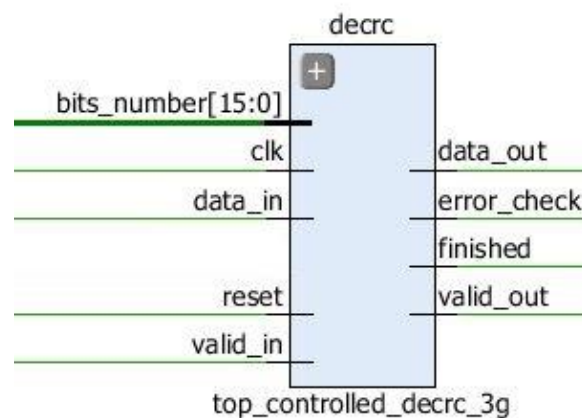 decrc
+
bits_number[15:0]
clk
data_in
reset
valid_in
data_out
error_check
finished
valid_out
top_controlled_decrc_3g